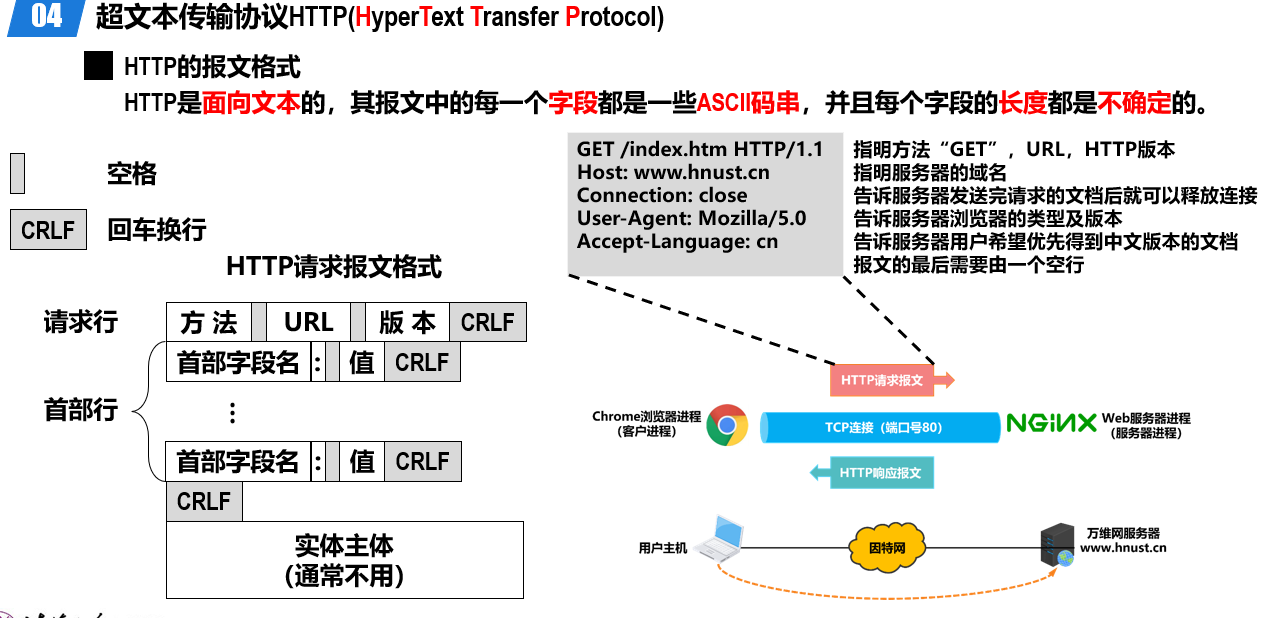 04 超文本传输协议HTTP(HyperText Transfer Protocol)
HTTP的报文格式
HTTP是面向文本的，其报文中的每一个字段都是一些ASCII码串，并且每个字段的长度都是不确定的。
空格
CRLF 回车换行
HTTP请求报文格式
请求行 方 法 URL 版 本 CRLF
首部字段名 : 值 CRLF
首部行 ⋮
首部字段名 : 值 CRLF
CRLF
实体主体
（通常不用）
GET /index.htm HTTP/1.1
Host: www.hnust.cn
Connection: close
User-Agent: Mozilla/5.0
Accept-Language: cn
指明方法“GET”，URL，HTTP版本
指明服务器的域名
告诉服务器发送完请求的文档后就可以释放连接
告诉服务器浏览器的类型及版本
告诉服务器用户希望优先得到中文版本的文档
报文的最后需要由一个空行
HTTP请求报文
Chrome浏览器进程
（客户进程）
TCP连接（端口号80）
NGiNX
Web服务器进程
（服务器进程）
HTTP响应报文
用户主机
因特网
万维网服务器
www.hnust.cn